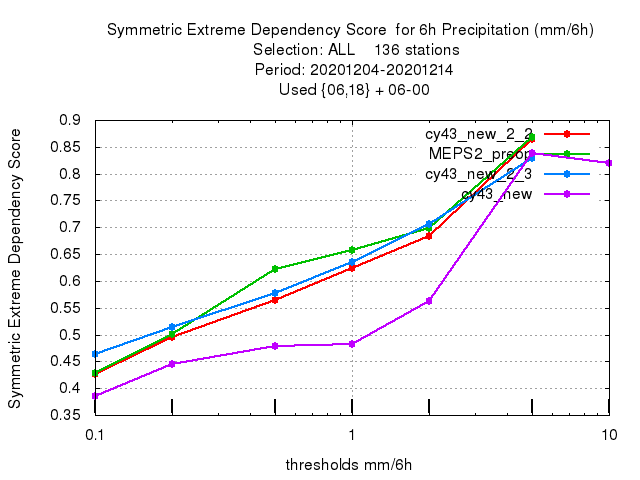 Symmetric Extreme Dependency Score for 6h Precipitation (mm/6h)
Selection: ALL 136 stations
Period: 20201204-20201214
Used {06,18} + 06-00
0.9
0.85
0.8
0.75
0.7
0.65
0.6
0.55
0.5
0.45
0.4
0.35
Symmetric Extreme Dependency Score
cy43_new_2_2
MEPS2_preop
cy43_new_2_3
cy43_new
0.1 1 10
thresholds mm/6h